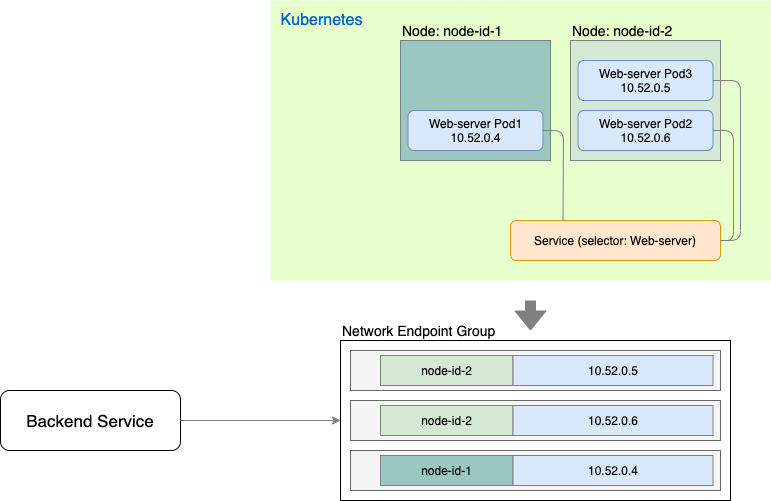 Kubernetes
Node: node-id-1
Node: node-id-2
Web-server Pod3
10.52.0.5
Web-server Pod1
10.52.0.4
Web-server Pod2
10.52.0.6
Service (selector: Web-server)
Network Endpoint Group
node-id-2 10.52.0.5
node-id-2 10.52.0.6
Backend Service
node-id-1 10.52.0.4